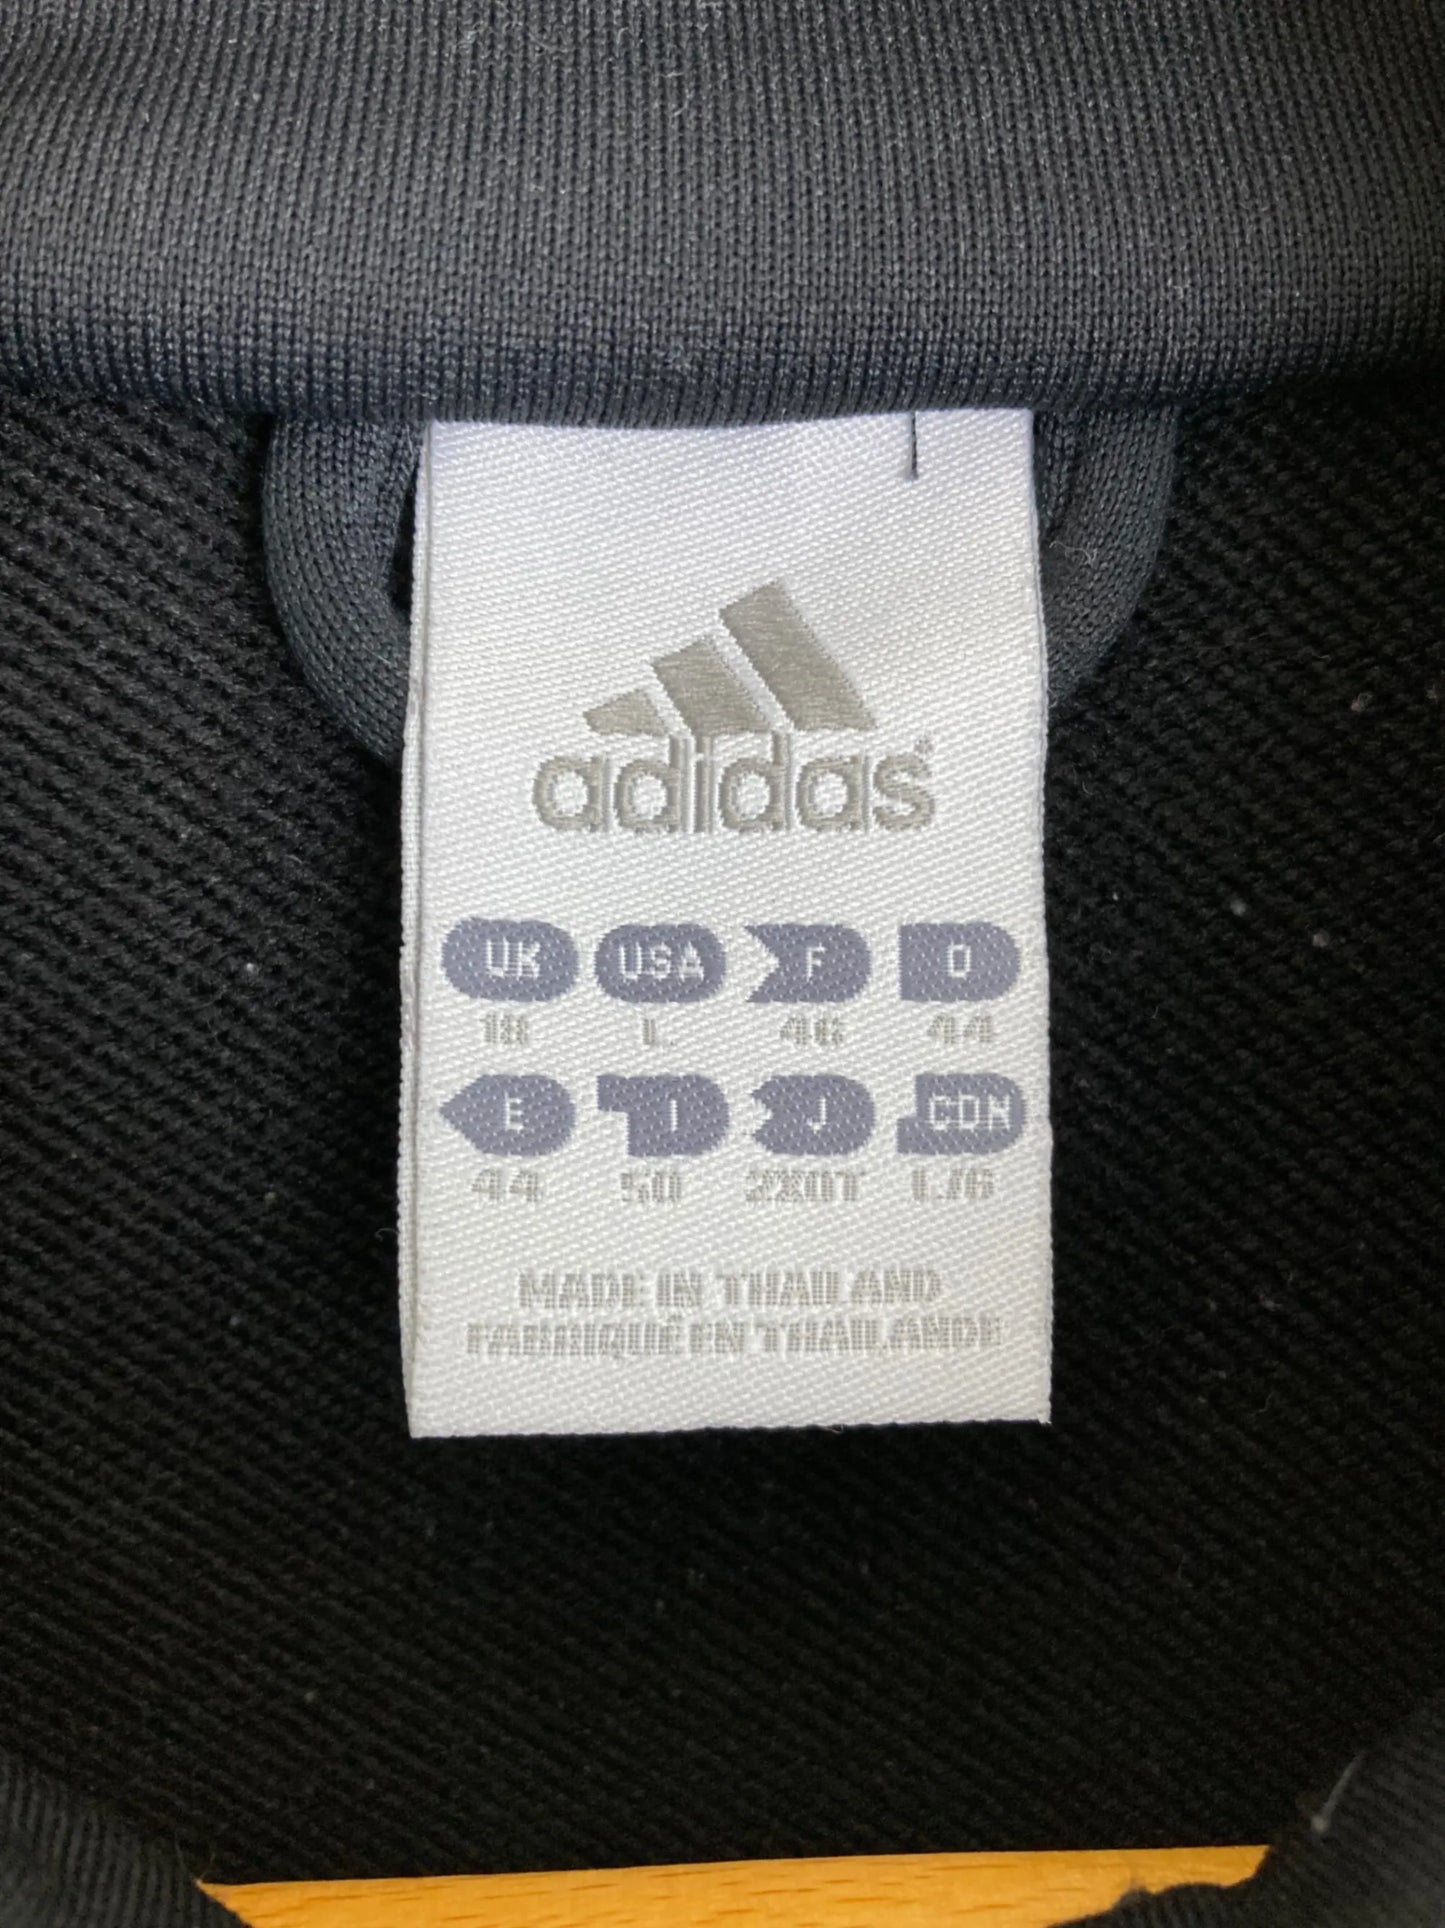 adidas®
UK USA F D
18 L 46 44
E I J CDN
44 50 2XOT L/G
MADE IN THAILAND
FABRIQUÉ EN THAILANDE